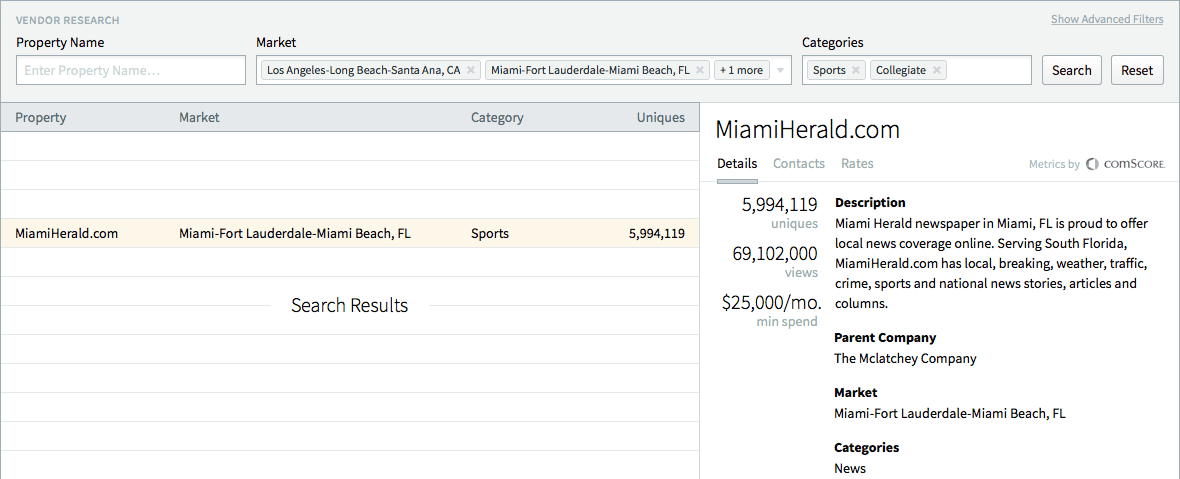 VENDOR RESEARCH
Show Advanced Filters
Property Name
Market
Categories
Enter Property Name...
Los Angeles-Long Beach-Santa Ana, CA ×
Miami-Fort Lauderdale-Miami Beach, FL ×
+ 1 more
Sports ×
Collegiate ×
Search
Reset
Property
Market
Category
Uniques
MiamiHerald.com
Miami-Fort Lauderdale-Miami Beach, FL
Sports
5,994,119
Search Results
MiamiHerald.com
Details
Contacts
Rates
Metrics by comSCORE.
5,994,119
uniques
69,102,000
views
$25,000/mo.
min spend
Description
Miami Herald newspaper in Miami, FL is proud to offer
local news coverage online. Serving South Florida,
MiamiHerald.com has local, breaking, weather, traffic,
crime, sports and national news stories, articles and
columns.
Parent Company
The Mclatchey Company
Market
Miami-Fort Lauderdale-Miami Beach, FL
Categories
News